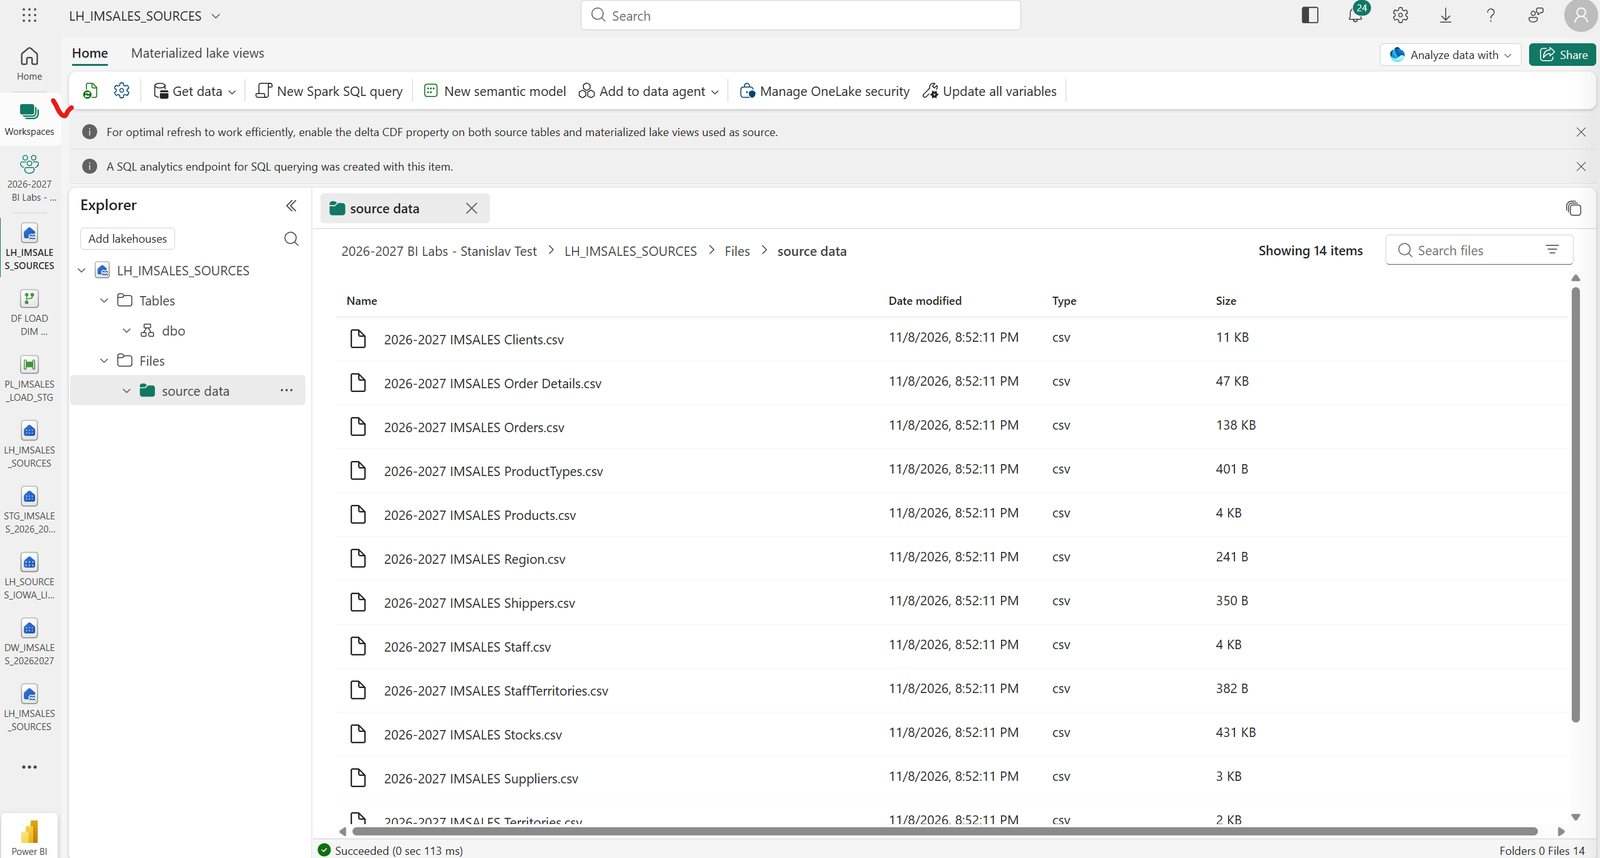 LH_IMSALES_SOURCES
Search
24
Home
Materialized lake views
Analyze data with
Share
Get data
New Spark SQL query
New semantic model
Add to data agent
Manage OneLake security
Update all variables
For optimal refresh to work efficiently, enable the delta CDF property on both source tables and materialized lake views used as source.
A SQL analytics endpoint for SQL querying was created with this item.
Home
Workspaces
2026-2027
BI Labs - ...
LH_IMSALE
S_SOURCES
DF LOAD
DIM ...
PL_IMSALES
_LOAD_STG
LH_IMSALES
_SOURCES
STG_IMSALE
S_2026_20...
LH_SOURCE
S_IOWA_LI...
DW_IMSALE
S_20262027
LH_IMSALES
_SOURCES
Power BI
Explorer
Add lakehouses
LH_IMSALES_SOURCES
Tables
dbo
Files
source data
source data
2026-2027 BI Labs - Stanislav Test > LH_IMSALES_SOURCES > Files > source data
Showing 14 items
Search files
Name Date modified Type Size
2026-2027 IMSALES Clients.csv 11/8/2026, 8:52:11 PM csv 11 KB
2026-2027 IMSALES Order Details.csv 11/8/2026, 8:52:11 PM csv 47 KB
2026-2027 IMSALES Orders.csv 11/8/2026, 8:52:11 PM csv 138 KB
2026-2027 IMSALES ProductTypes.csv 11/8/2026, 8:52:11 PM csv 401 B
2026-2027 IMSALES Products.csv 11/8/2026, 8:52:11 PM csv 4 KB
2026-2027 IMSALES Region.csv 11/8/2026, 8:52:11 PM csv 241 B
2026-2027 IMSALES Shippers.csv 11/8/2026, 8:52:11 PM csv 350 B
2026-2027 IMSALES Staff.csv 11/8/2026, 8:52:11 PM csv 4 KB
2026-2027 IMSALES StaffTerritories.csv 11/8/2026, 8:52:11 PM csv 382 B
2026-2027 IMSALES Stocks.csv 11/8/2026, 8:52:11 PM csv 431 KB
2026-2027 IMSALES Suppliers.csv 11/8/2026, 8:52:11 PM csv 3 KB
2026-2027 IMSALES Territories.csv 11/8/2026, 8:52:11 PM csv 2 KB
Succeeded (0 sec 113 ms)
Folders 0 Files 14